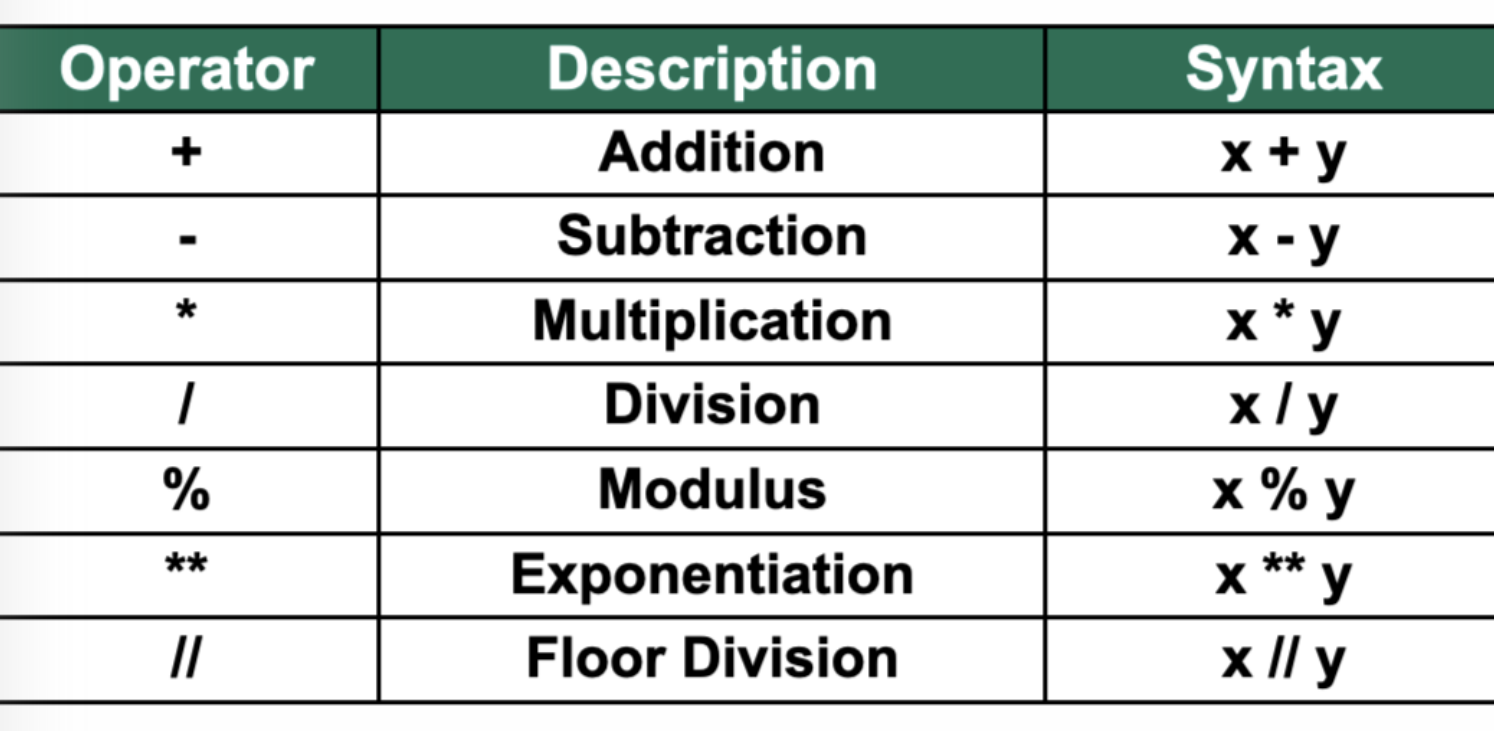 Operator Description Syntax
+ Addition x + y
- Subtraction x - y
* Multiplication x * y
/ Division x / y
% Modulus x % y
** Exponentiation x ** y
// Floor Division x // y